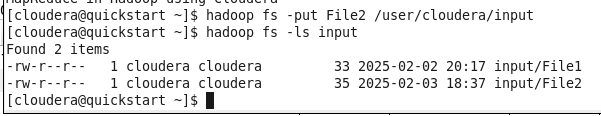 MapReduce in Hadoop using Cloudera
[cloudera@quickstart ~]$ hadoop fs -put File2 /user/cloudera/input
[cloudera@quickstart ~]$ hadoop fs -ls input
Found 2 items
-rw-r--r--   1 cloudera cloudera         33 2025-02-02 20:17 input/File1
-rw-r--r--   1 cloudera cloudera         35 2025-02-03 18:37 input/File2
[cloudera@quickstart ~]$